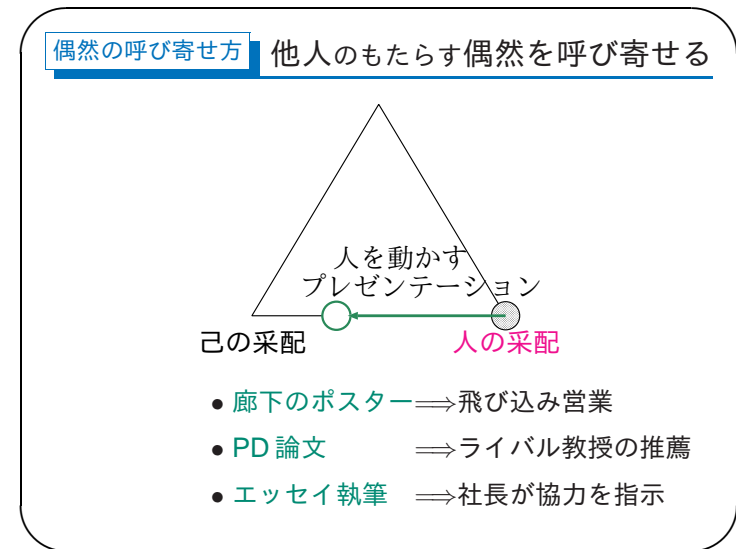 偶然の呼び寄せ方 他人のもたらす偶然を呼び寄せる
人を動かす
プレゼンテーション
己の采配 人の采配
• 廊下のポスター⟹飛び込み営業
• PD 論文 ⟹ライバル教授の推薦
• エッセイ執筆 ⟹社長が協力を指示